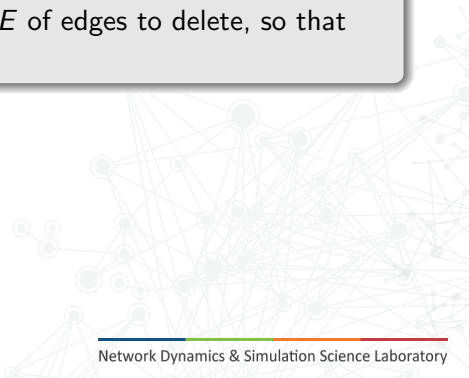 E of edges to delete, so that
Network Dynamics & Simulation Science Laboratory